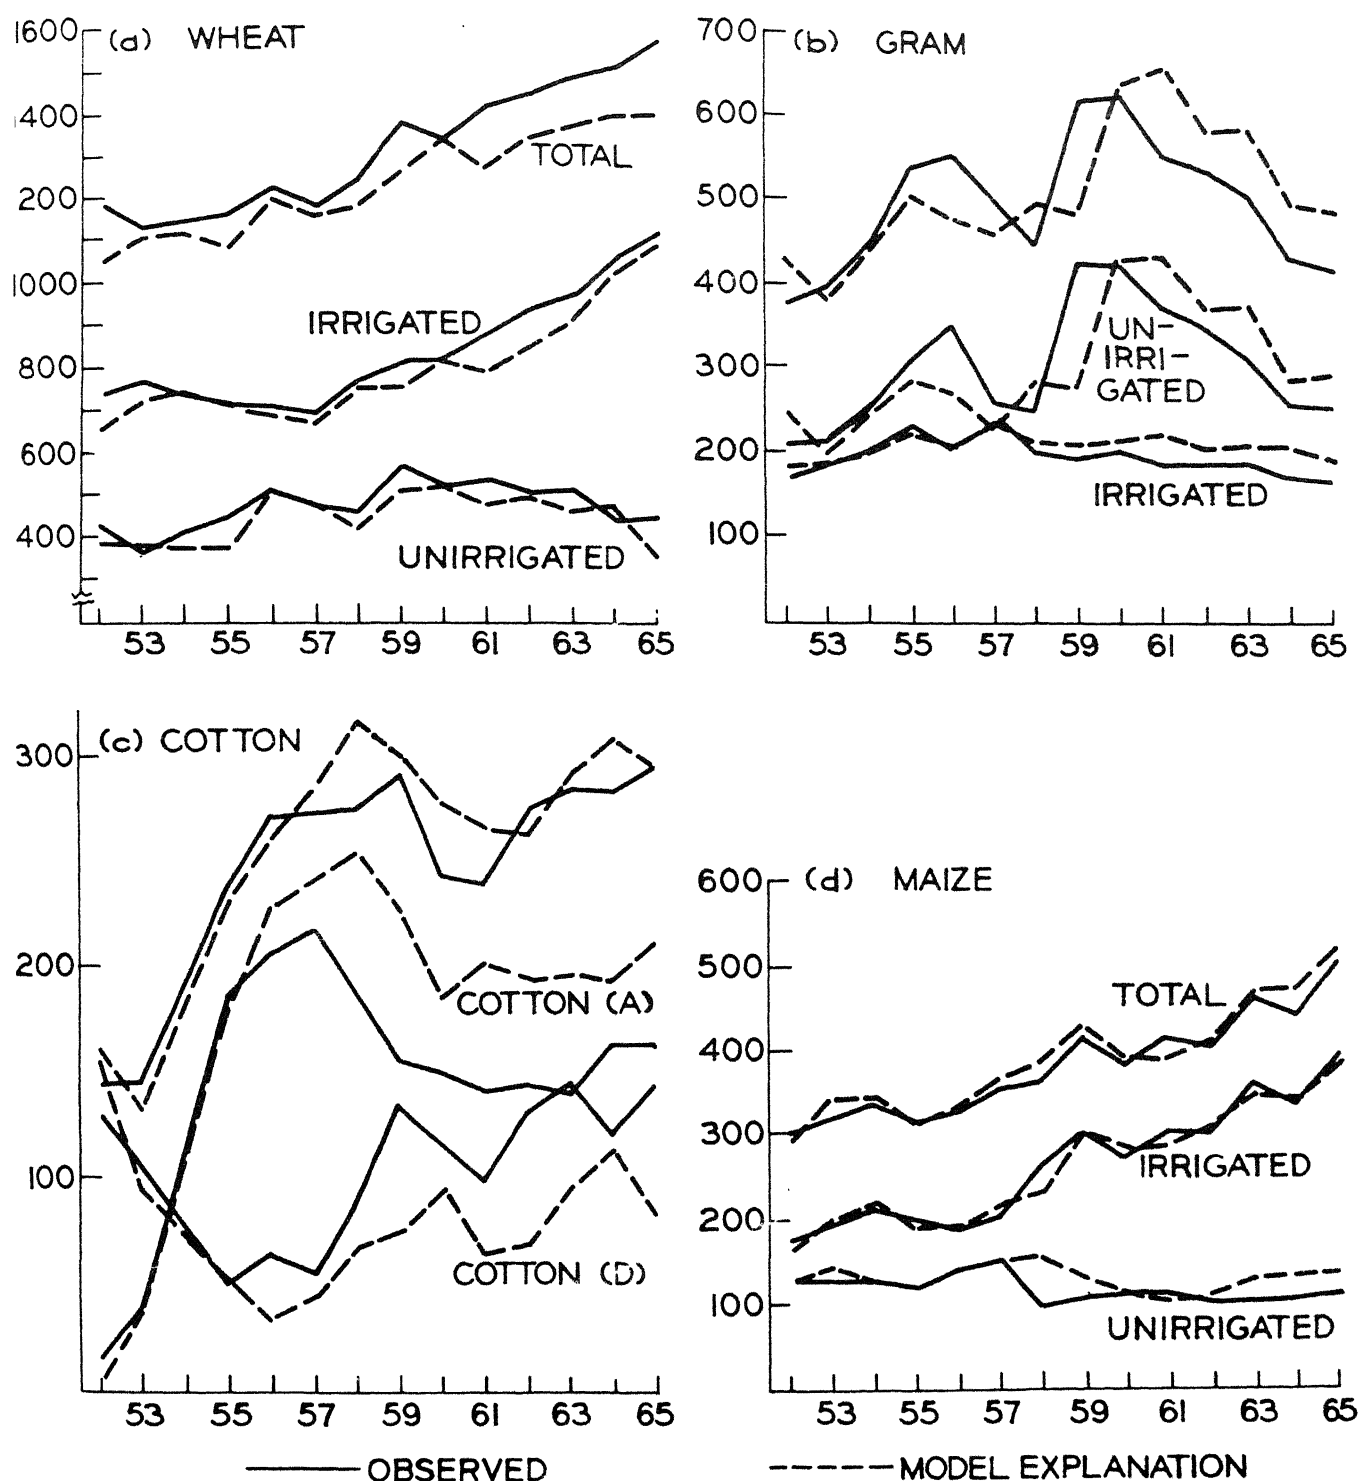 (a) WHEAT
1600
1400
1200
1000
800
600
400
TOTAL
IRRIGATED
UNIRRIGATED
53 55 57 59 61 63 65
(b) GRAM
700
600
500
400
300
200
100
UN-
IRRI-
GATED
IRRIGATED
53 55 57 59 61 63 65
(c) COTTON
300
200
100
COTTON (A)
COTTON (D)
53 55 57 59 61 63 65
(d) MAIZE
600
500
400
300
200
100
TOTAL
IRRIGATED
UNIRRIGATED
53 55 57 59 61 63 65
OBSERVED
MODEL EXPLANATION